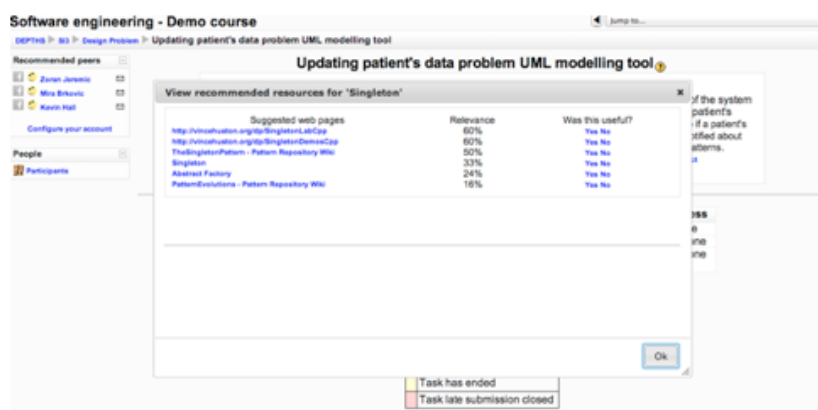 Software engineering - Demo course
Jump to...
DEPTHS SI3 Design Problem Updating patient's data problem UML modelling tool
Recommended peers
Zoran Jeremic
Mira Brkovic
Kevin Hall
Configure your account
People
Participants
Updating patient's data problem UML modelling tool
of the system
patient's
if a patient's
otified about
atterns.
View recommended resources for 'Singleton'
Suggested web pages Relevance Was this useful?
http://vincehuston.org/dp/SingletonLabCpp 60% Yes No
http://vincehuston.org/dp/SingletonDemosCpp 60% Yes No
TheSingletonPattern - Pattern Repository Wiki 50% Yes No
Singleton 33% Yes No
Abstract Factory 24% Yes No
PatternEvolutions - Pattern Repository Wiki 16% Yes No
Ok
Task has ended
Task late submission closed